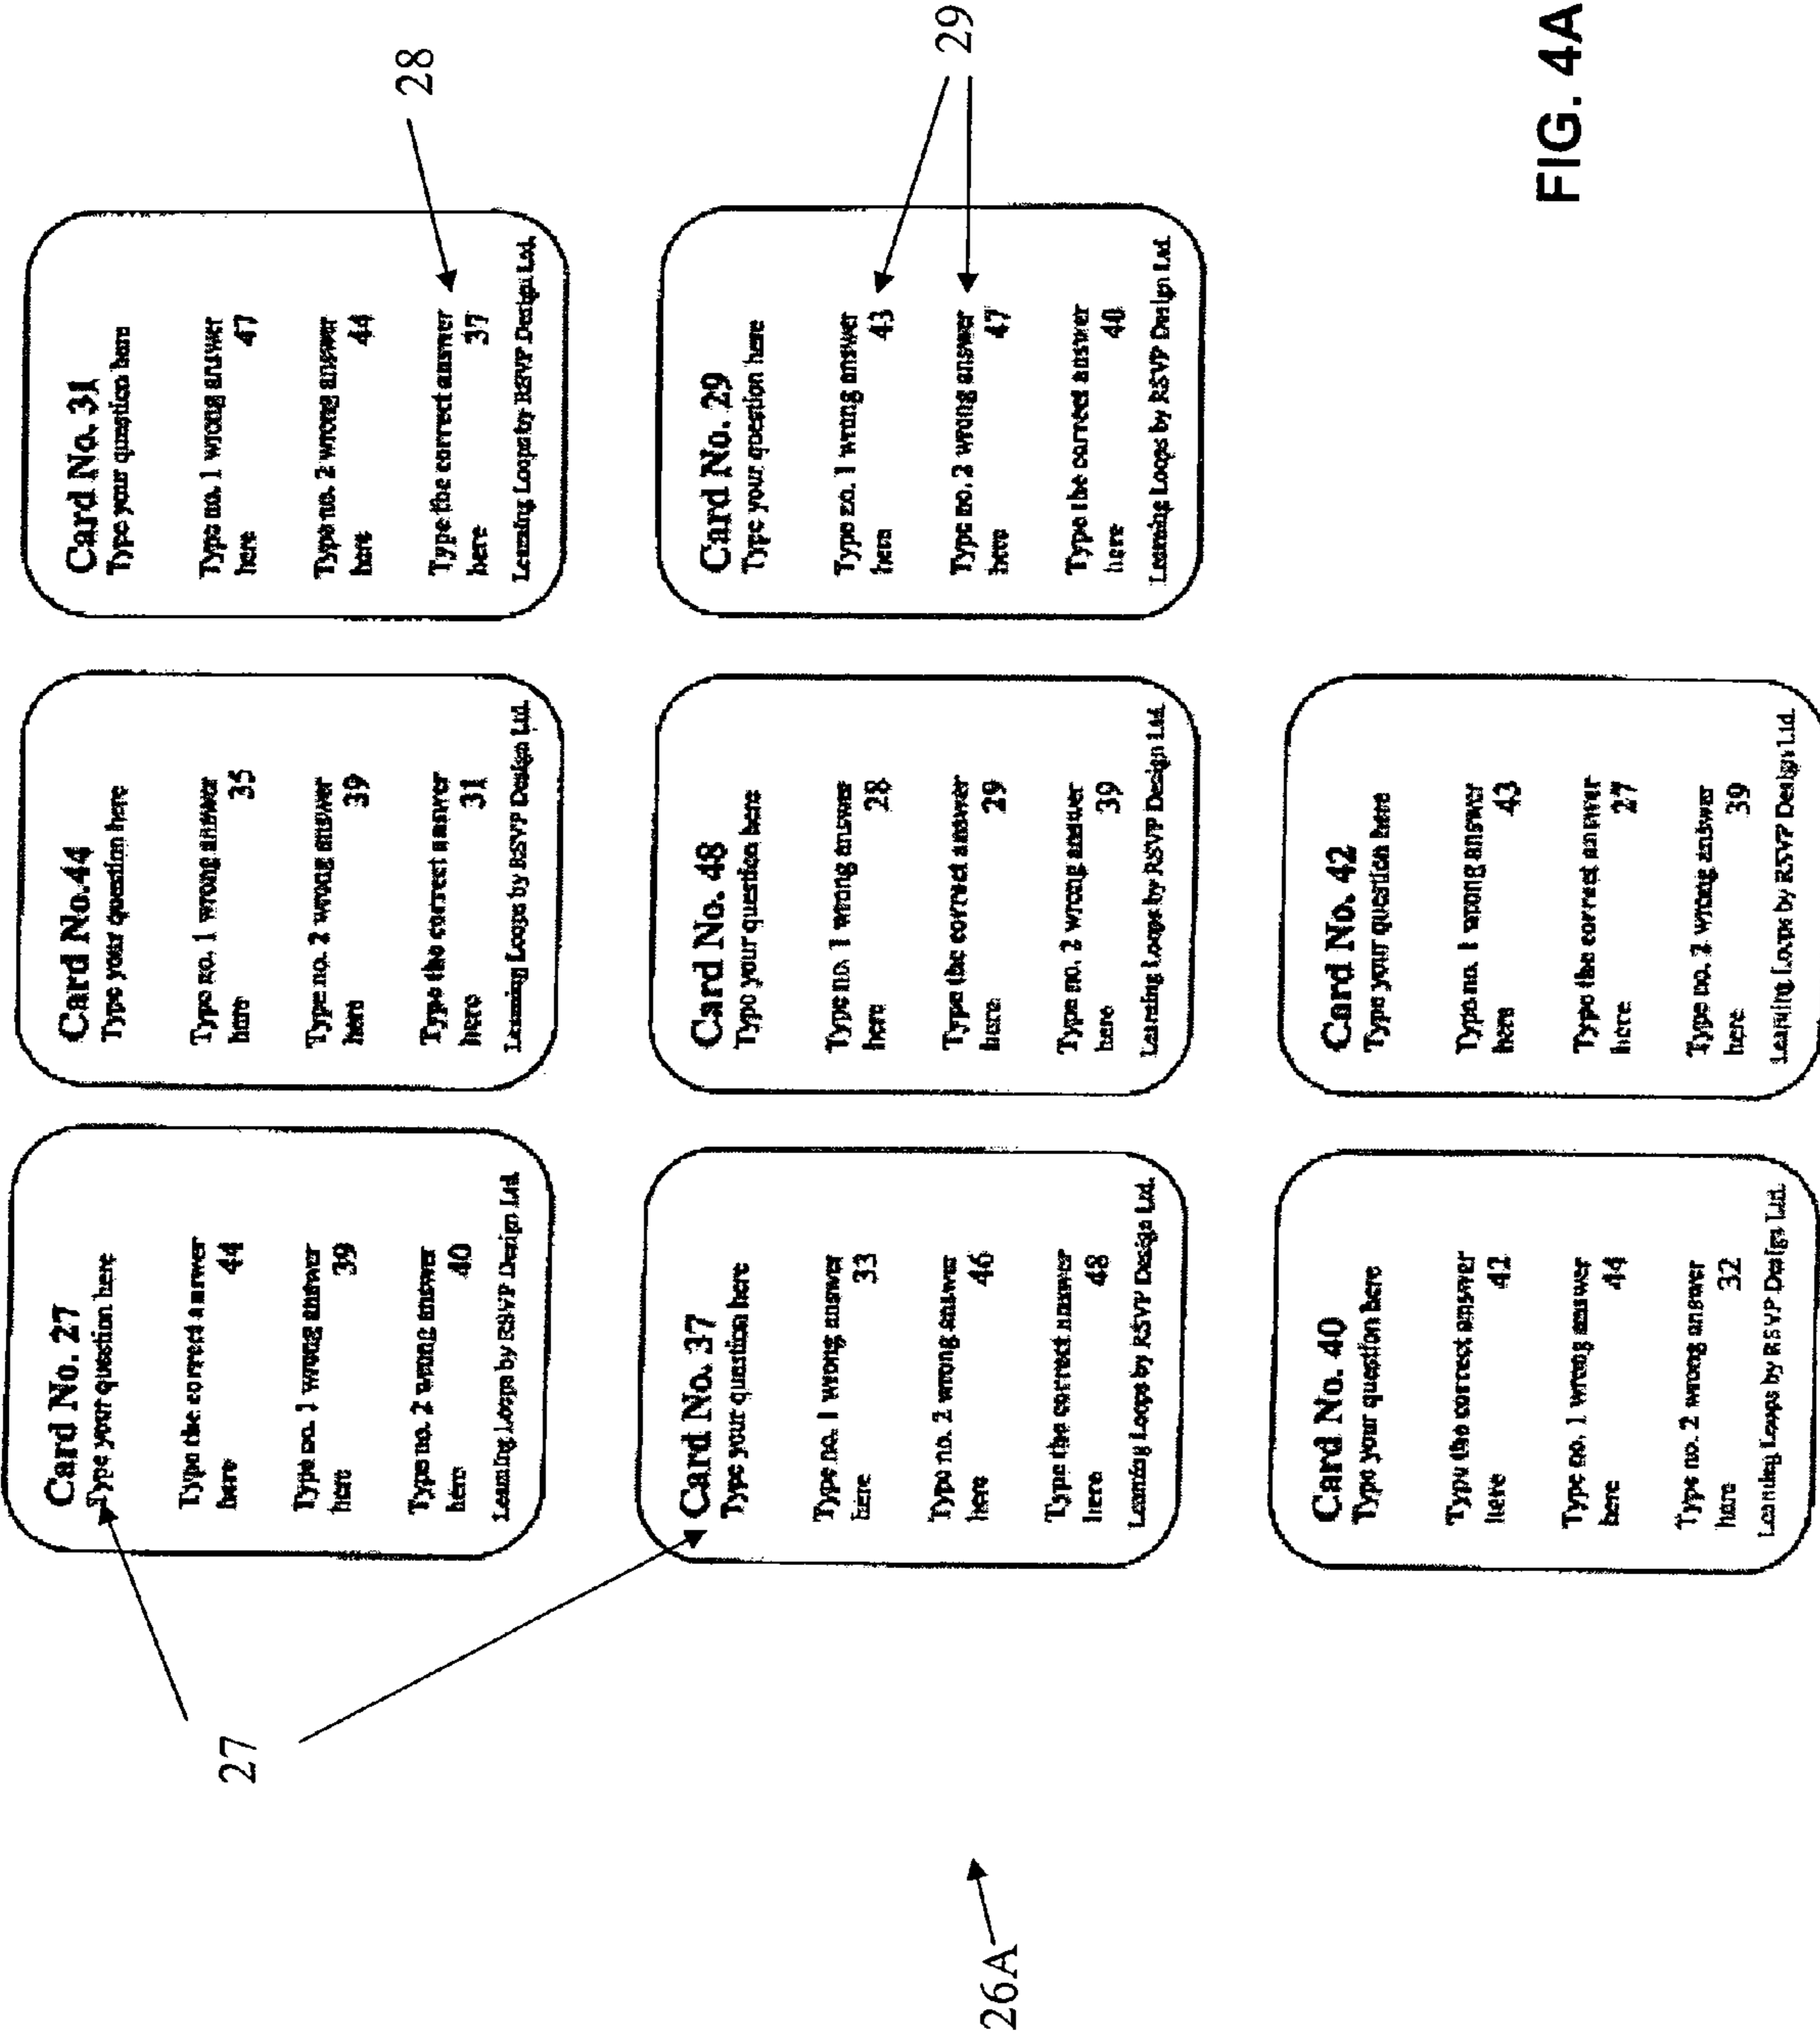 Card No. 27
Type your question here
Type the correct answer
here 44
Type no. 1 wrong answer
here 39
Type no. 2 wrong answer
here 40
Learning Loops by RSVP Design Ltd.
Card No.44
Type your question here
Type no. 1 wrong answer
here 35
Type no. 2 wrong answer
here 39
Type the correct answer
here 31
Learning Loops by RSVP Design Ltd.
Card No. 31
Type your question here
Type no. 1 wrong answer
here 47
Type no. 2 wrong answer
here 44
Type the correct answer
here 37
Learning Loops by RSVP Design Ltd.
27
28
Card No. 37
Type your question here
Type no. 1 wrong answer
here 33
Type no. 2 wrong answer
here 46
Type the correct answer
here 48
Learning Loops by RSVP Design Ltd.
Card No. 48
Type your question here
Type no. 1 wrong answer
here 28
Type the correct answer
here 29
Type no. 2 wrong answer
here 39
Learning Loops by RSVP Design Ltd.
Card No. 29
Type your question here
Type no. 1 wrong answer
here 43
Type no. 2 wrong answer
here 47
Type the correct answer
here 40
Learning Loops by RSVP Design Ltd.
29
26A
Card No. 40
Type your question here
Type the correct answer
here 42
Type no. 1 wrong answer
here 44
Type no. 2 wrong answer
here 32
Learning Loops by RSVP Design Ltd.
Card No. 42
Type your question here
Type no. 1 wrong answer
here 43
Type the correct answer
here 27
Type no. 2 wrong answer
here 39
Learning Loops by RSVP Design Ltd.
FIG. 4A